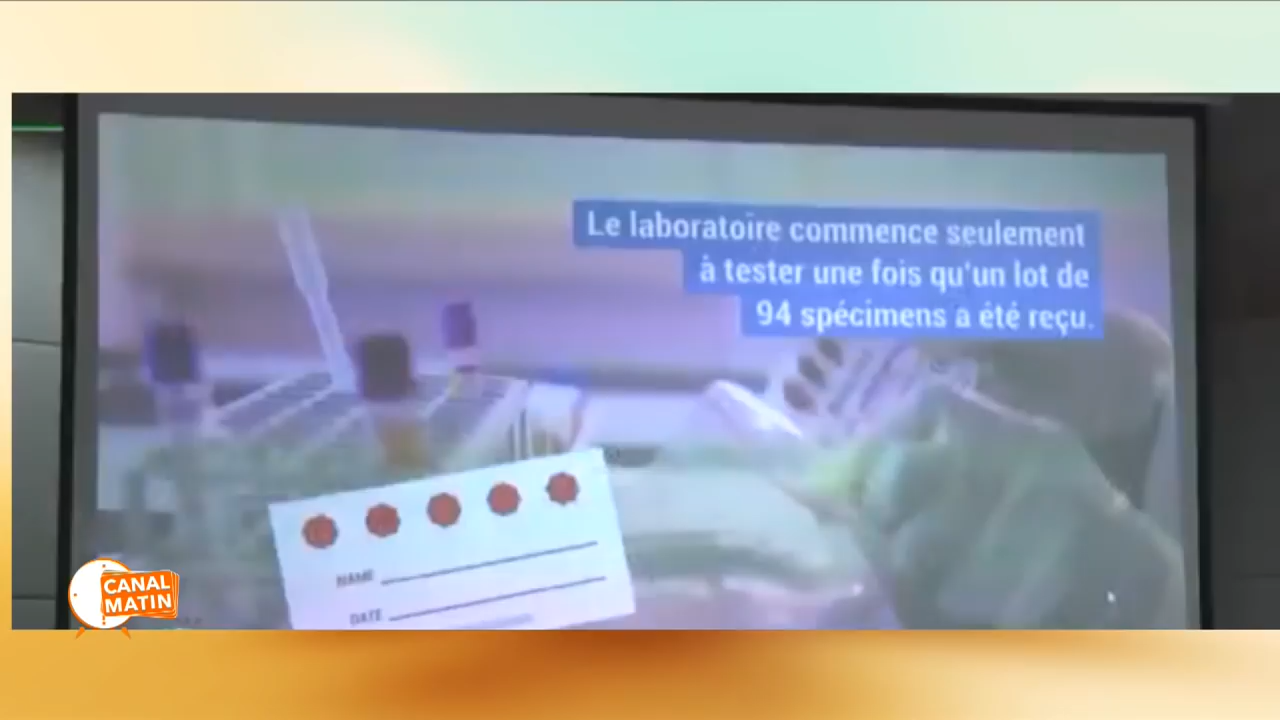 Le laboratoire commence seulement
à tester une fois qu'un lot de
94 spécimens a été reçu.
NAME
DATE
CANAL
MATIN